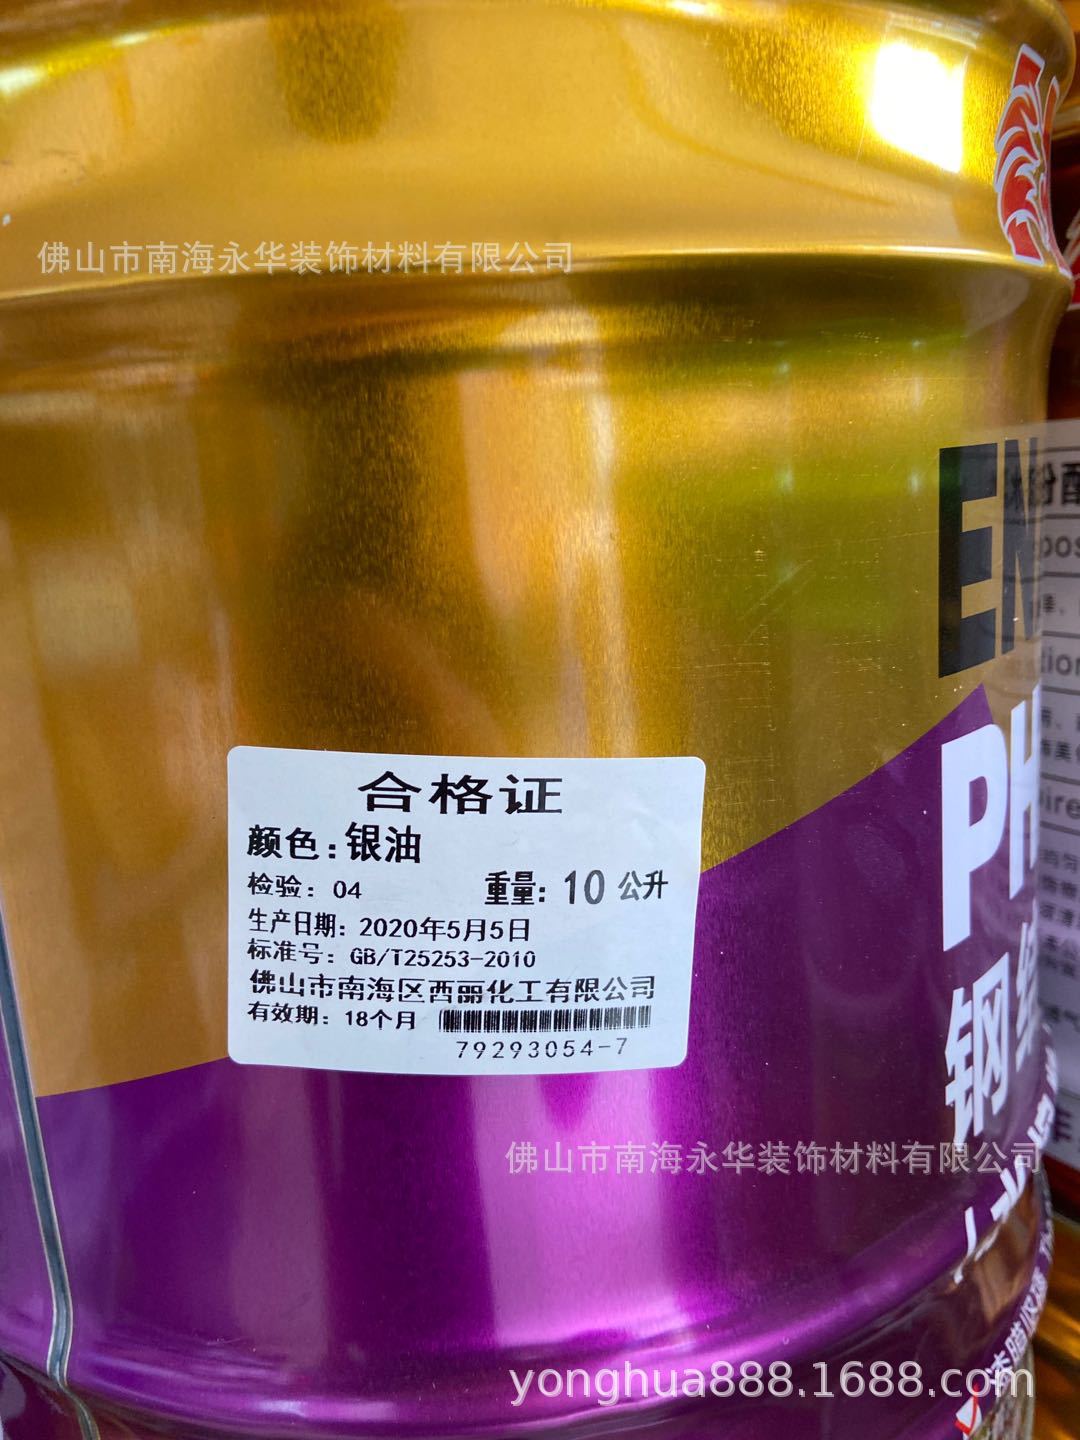 佛山市南海永华装饰材料有限公司
EN
PH
钢
合格证
颜色:银油
检验: 04 重量: 10 公升
生产日期: 2020年5月5日
标准号: GB/T25253-2010
佛山市南海区西丽化工有限公司
有效期: 18个月
79293054-7
佛山市南海永华装饰材料有限公司
yonghua888.1688.com